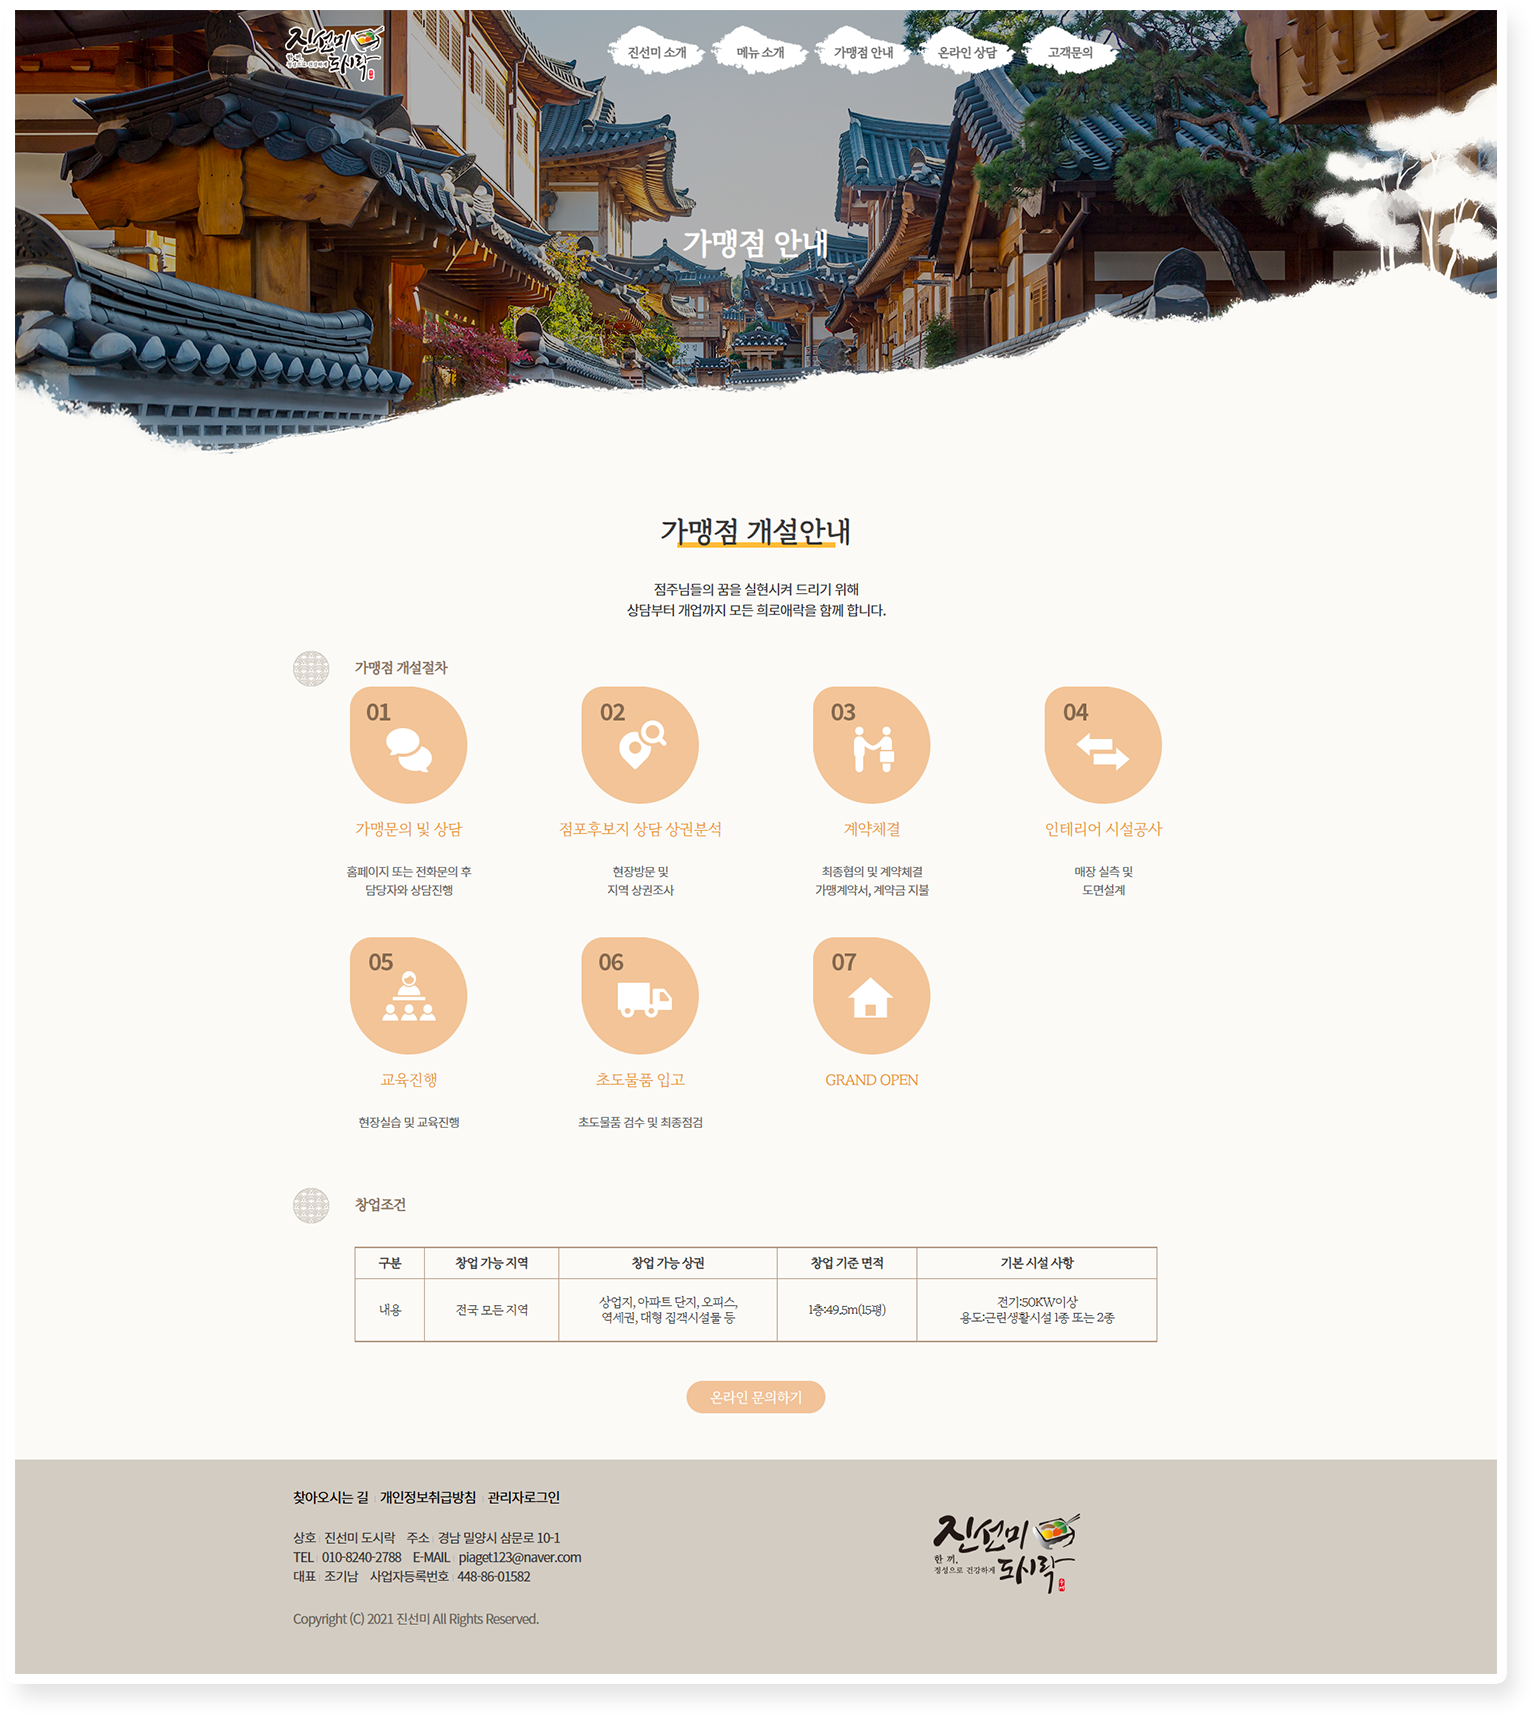 진선미 도시락
한 끼,
정성으로 건강하게
진선미 소개
메뉴 소개
가맹점 안내
온라인 상담
고객문의
가맹점 안내
가맹점 개설안내
점주님들의 꿈을 실현시켜 드리기 위해
상담부터 개업까지 모든 희로애락을 함께 합니다.
가맹점 개설절차
01
가맹문의 및 상담
홈페이지 또는 전화문의 후
담당자와 상담진행
02
점포후보지 상담 상권분석
현장방문 및
지역 상권조사
03
계약체결
최종협의 및 계약체결
가맹계약서, 계약금 지불
04
인테리어 시설공사
매장 실측 및
도면설계
05
교육진행
현장실습 및 교육진행
06
초도물품 입고
초도물품 검수 및 최종점검
07
GRAND OPEN
창업조건
구분 창업 가능 지역 창업 가능 상권 창업 기준 면적 기본 시설 사항
내용
전국 모든 지역
상업지, 아파트 단지, 오피스,
역세권, 대형 집객시설물 등
1층:49.5m(15평)
전기:50KW이상
용도:근린생활시설 1종 또는 2종
온라인 문의하기
찾아오시는 길 | 개인정보취급방침 | 관리자로그인
상호 | 진선미 도시락 주소 | 경남 밀양시 삼문로 10-1
TEL | 010-8240-2788 E-MAIL | piaget123@naver.com
대표 | 조기남 사업자등록번호 | 448-86-01582
Copyright (C) 2021 진선미 All Rights Reserved.
진선미
한 끼,
정성으로 건강하게
도시락